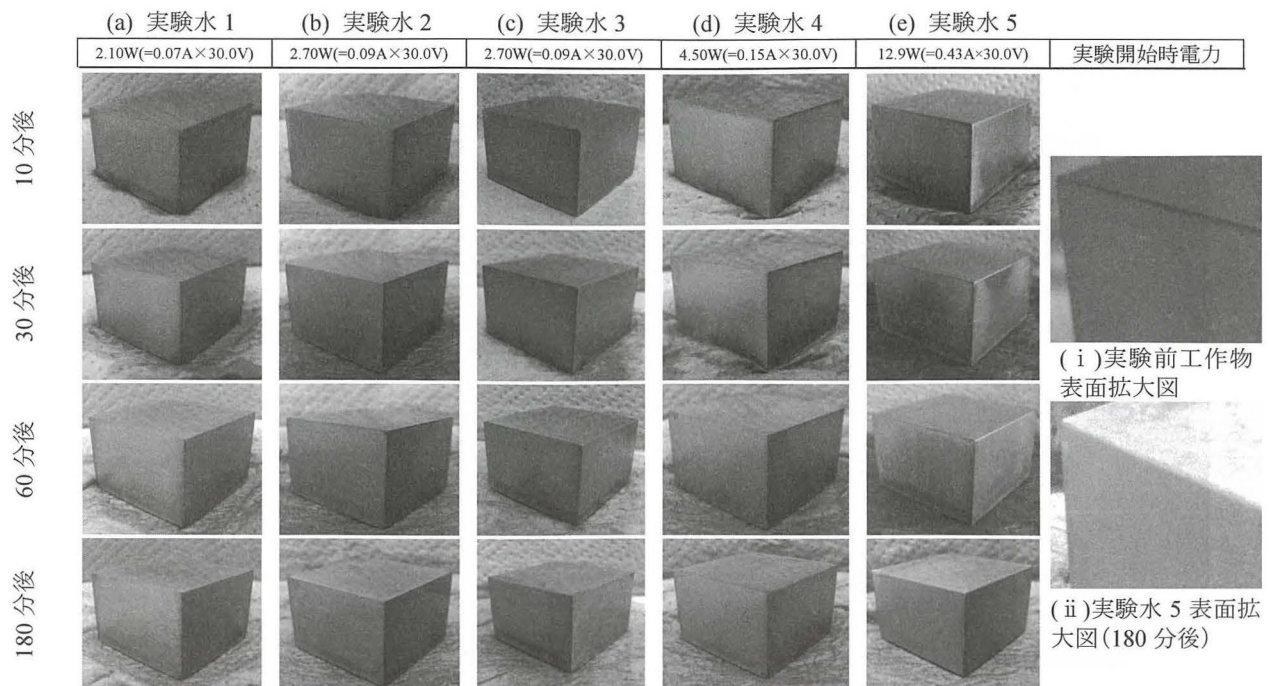 (a) 実験水 1
(b) 実験水 2
(c) 実験水 3
(d) 実験水 4
(e) 実験水 5
2.10W(=0.07A×30.0V)
2.70W(=0.09A×30.0V)
2.70W(=0.09A×30.0V)
4.50W(=0.15A×30.0V)
12.9W(=0.43A×30.0V)
実験開始時電力
10 分後
30 分後
60 分後
180 分後
(ⅰ)実験前工作物
表面拡大図
(ⅱ)実験水 5 表面拡
大図(180 分後)